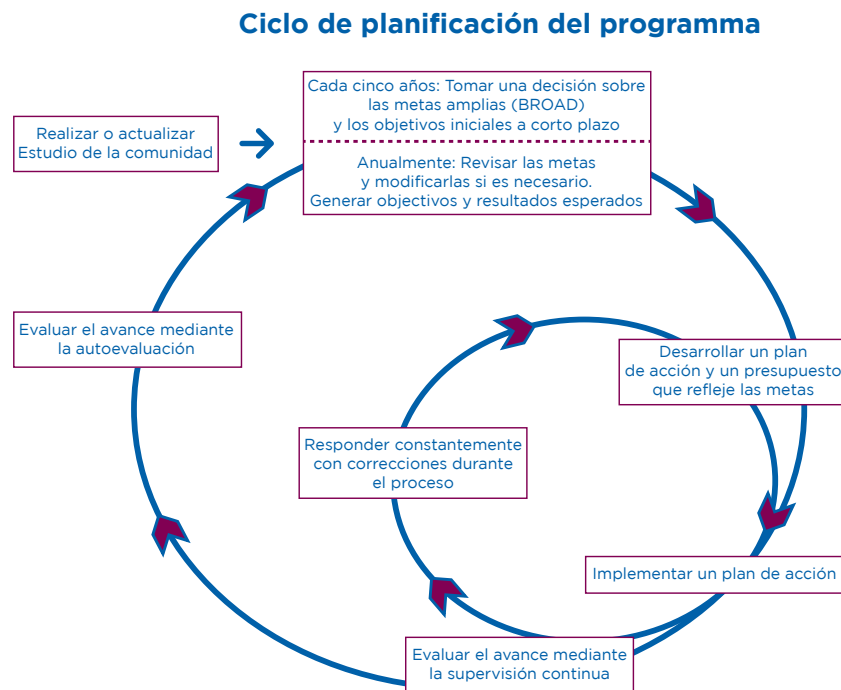 Ciclo de planificación del programa
Realizar o actualizar
Estudio de la comunidad
Cada cinco años: Tomar una decisión sobre
las metas amplias (BROAD)
y los objetivos iniciales a corto plazo
Anualmente: Revisar las metas
y modificarlas si es necesario.
Generar objectivos y resultados esperados
Evaluar el avance mediante
la autoevaluación
Desarrollar un plan
de acción y un presupuesto
que refleje las metas
Responder constantemente
con correcciones durante
el proceso
Implementar un plan de acción
Evaluar el avance mediante
la supervisión continua